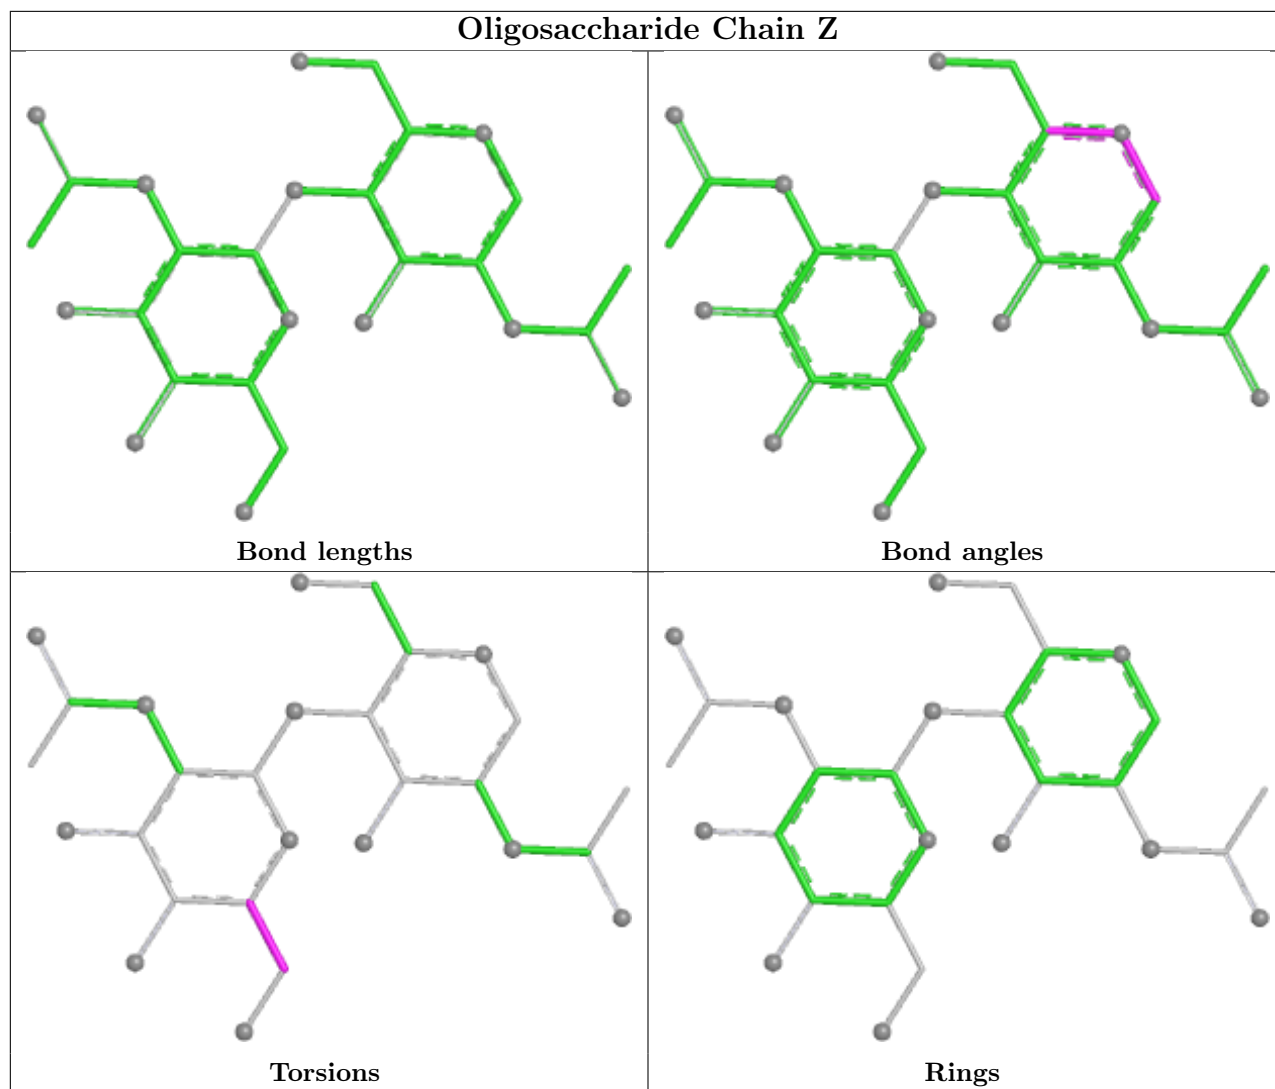 Oligosaccharide Chain Z
Bond lengths
Bond angles
Torsions
Rings